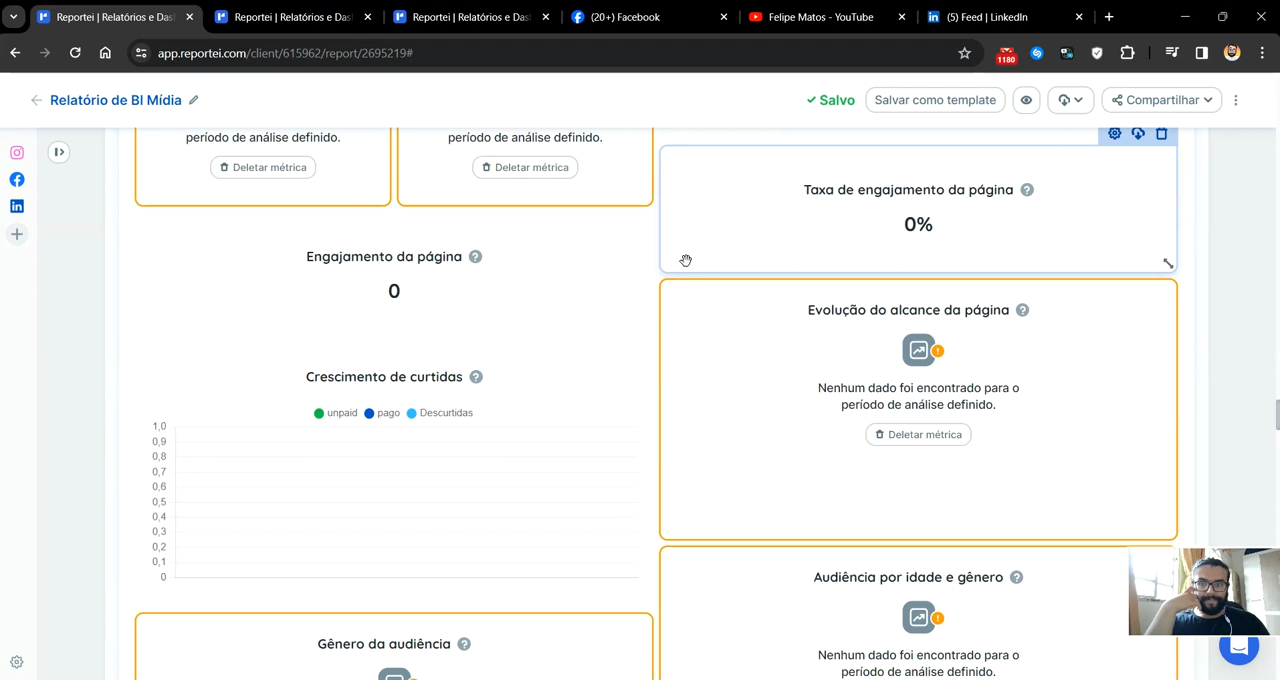 Reportei | Relatórios e Das
Reportei | Relatórios e Das
Reportei | Relatórios e Das
(20+) Facebook
Felipe Matos - YouTube
(5) Feed | LinkedIn
app.reportei.com/client/615962/report/2695219#
1180
Relatório de BI Mídia
Salvo
Salvar como template
Compartilhar
período de análise definido.
Deletar métrica
período de análise definido.
Deletar métrica
Taxa de engajamento da página
0%
Engajamento da página
0
Evolução do alcance da página
Nenhum dado foi encontrado para o
período de análise definido.
Deletar métrica
Crescimento de curtidas
unpaid pago Descurtidas
1,0
0,9
0,8
0,7
0,6
0,5
0,4
0,3
0,2
0,1
0
Audiência por idade e gênero
Nenhum dado foi encontrado para o
período de análise definido.
Gênero da audiência